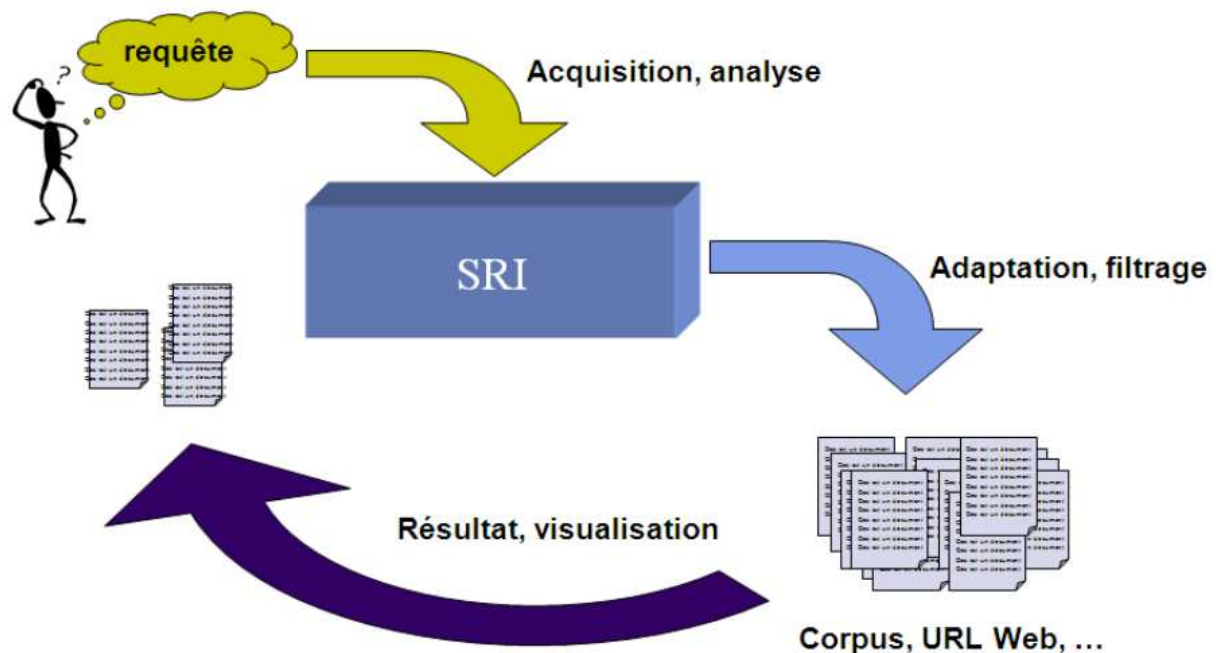 requête
?
Acquisition, analyse
SRI
Adaptation, filtrage
Résultat, visualisation
Corpus, URL Web, ...